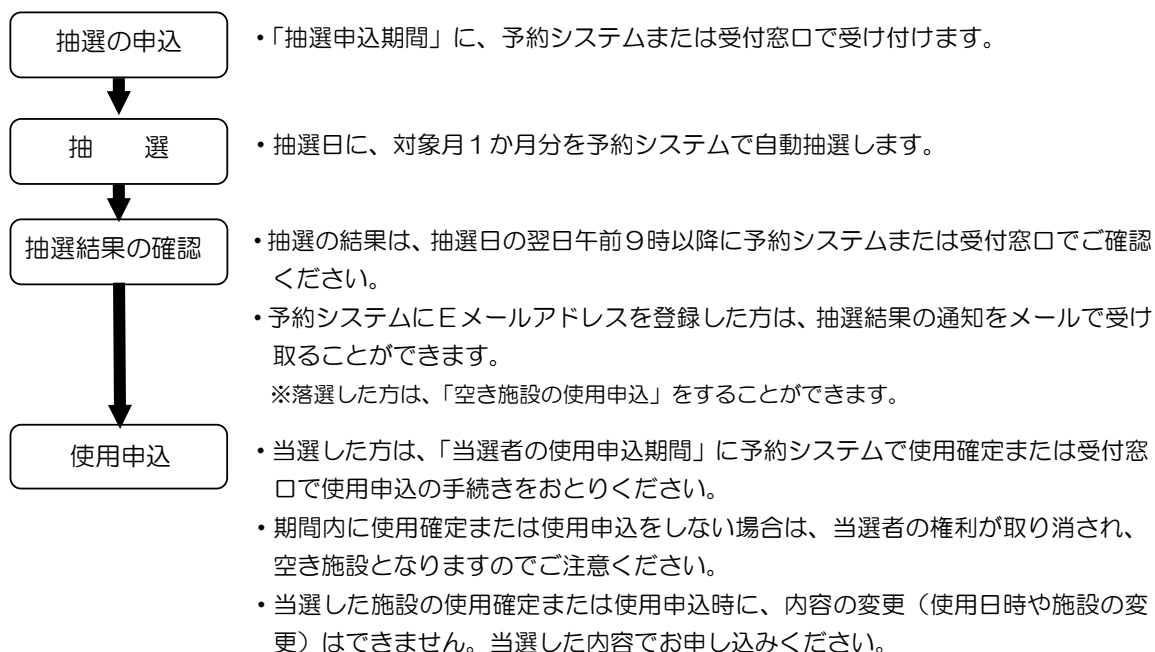 抽選の申込
・「抽選申込期間」に、予約システムまたは受付窓口で受け付けます。
抽　選
・抽選日に、対象月１か月分を予約システムで自動抽選します。
抽選結果の確認
・抽選の結果は、抽選日の翌日午前９時以降に予約システムまたは受付窓口でご確認
ください。
・予約システムにＥメールアドレスを登録した方は、抽選結果の通知をメールで受け
取ることができます。
※落選した方は、「空き施設の使用申込」をすることができます。
使用申込
・当選した方は、「当選者の使用申込期間」に予約システムで使用確定または受付窓
口で使用申込の手続きをおとりください。
・期間内に使用確定または使用申込をしない場合は、当選者の権利が取り消され、
空き施設となりますのでご注意ください。
・当選した施設の使用確定または使用申込時に、内容の変更（使用日時や施設の変
更）はできません。当選した内容でお申し込みください。